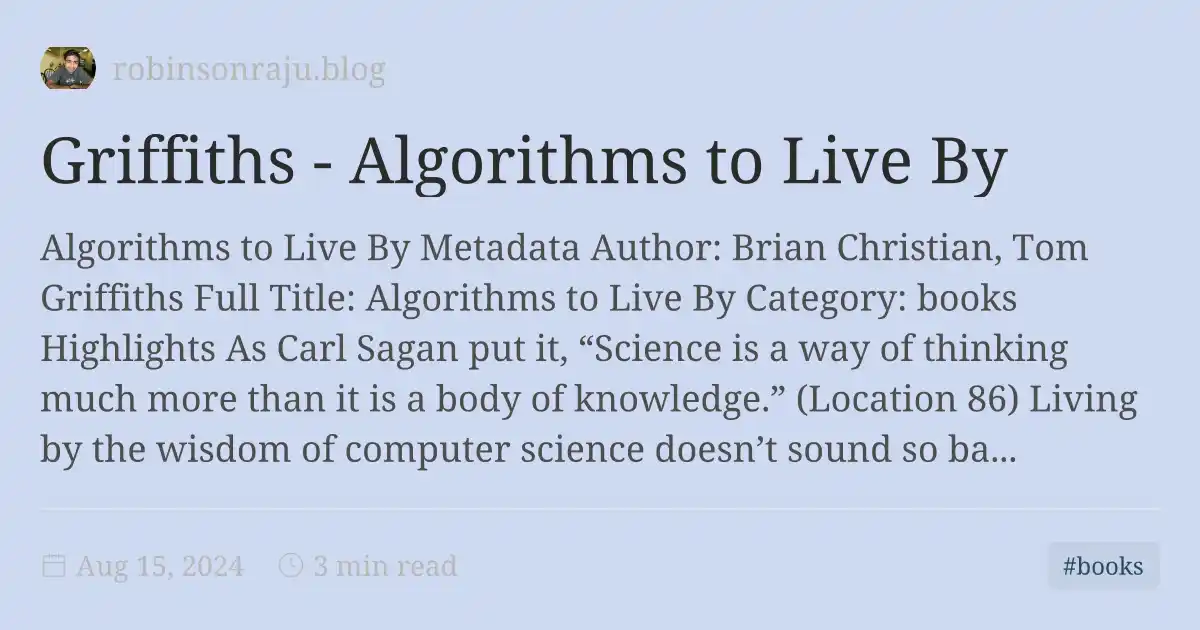 robinsonraju.blog
Griffiths - Algorithms to Live By
Algorithms to Live By Metadata Author: Brian Christian, Tom
Griffiths Full Title: Algorithms to Live By Category: books
Highlights As Carl Sagan put it, “Science is a way of thinking
much more than it is a body of knowledge.” (Location 86) Living
by the wisdom of computer science doesn’t sound so ba...
Aug 15, 2024 3 min read #books